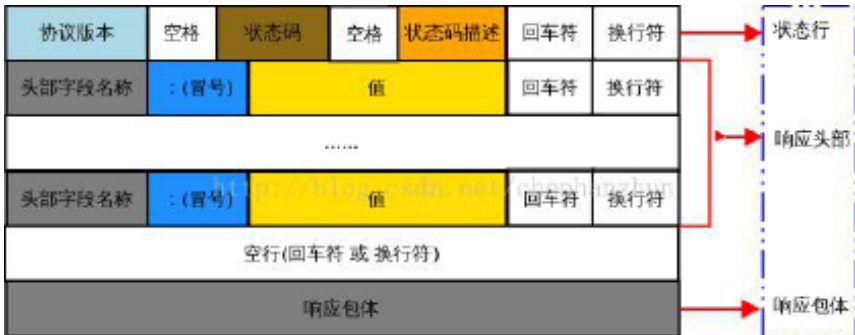 协议版本 空格 状态码 空格 状态码描述 回车符 换行符 状态行
头部字段名称 :(冒号) 值 回车符 换行符
...... 响应头部
http://blog.csdn.net/
头部字段名称 :(冒号) 值 回车符 换行符
空行(回车符 或 换行符)
响应包体 响应包体